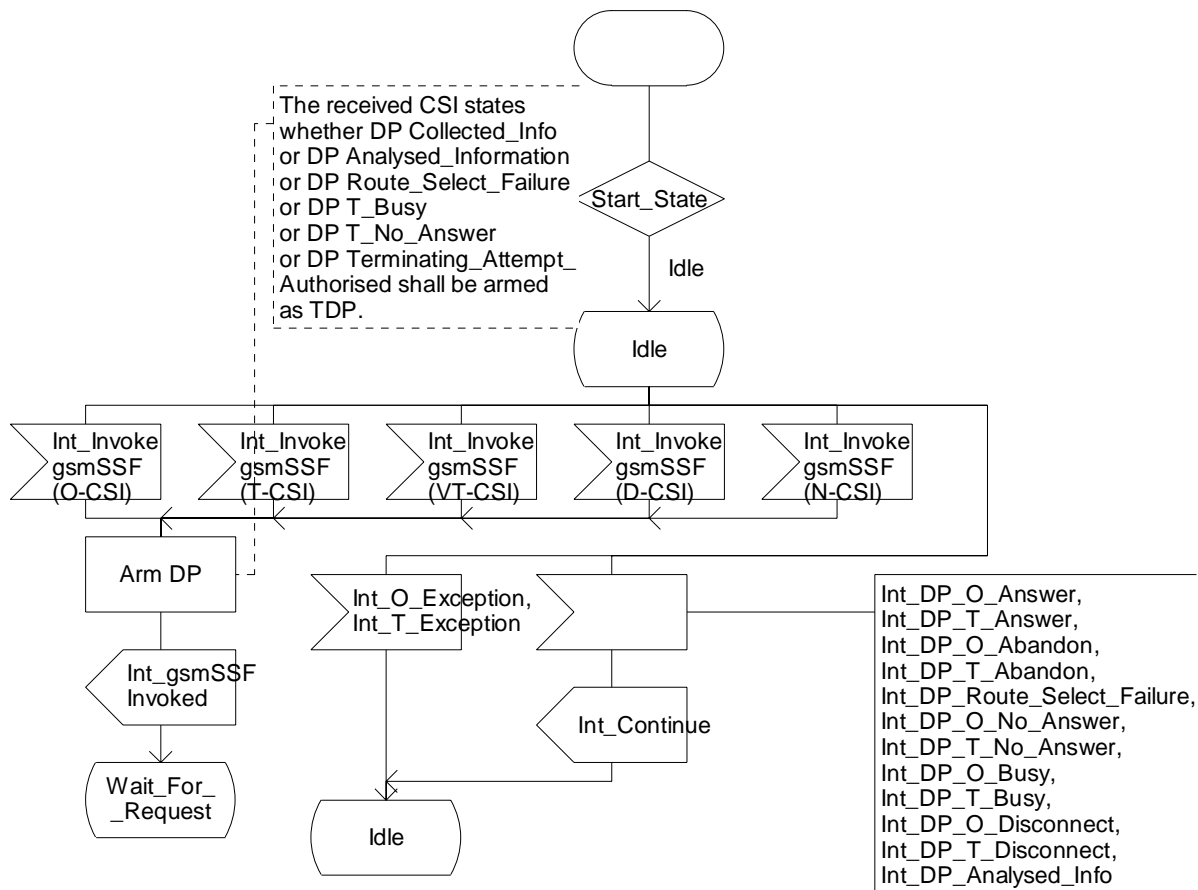 The received CSI states
whether DP Collected_Info
or DP Analysed_Information
or DP Route_Select_Failure
or DP T_Busy
or DP T_No_Answer
or DP Terminating_Attempt_
Authorised shall be armed
as TDP.
Start_State
Idle
Idle
Int_Invoke
gsmSSF
(O-CSI)
Int_Invoke
gsmSSF
(T-CSI)
Int_Invoke
gsmSSF
(VT-CSI)
Int_Invoke
gsmSSF
(D-CSI)
Int_Invoke
gsmSSF
(N-CSI)
Arm DP
Int_O_Exception,
Int_T_Exception
Int_DP_O_Answer,
Int_DP_T_Answer,
Int_DP_O_Abandon,
Int_DP_T_Abandon,
Int_DP_Route_Select_Failure,
Int_DP_O_No_Answer,
Int_DP_T_No_Answer,
Int_DP_O_Busy,
Int_DP_T_Busy,
Int_DP_O_Disconnect,
Int_DP_T_Disconnect,
Int_DP_Analysed_Info
Int_gsmSSF
Invoked
Int_Continue
Wait_For_
_Request
Idle